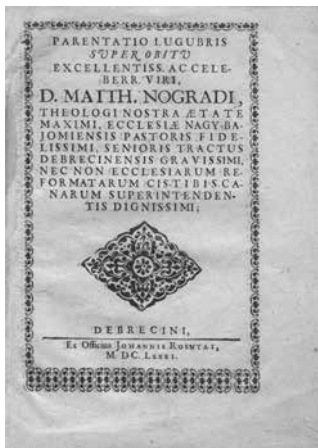 PARENTATIO LUGUBRIS
SUPER OBITU
EXCELLENTISS. AC CELE-
BERR. VIRI,
D. MATTH. NOGRADI,
THEOLOGI NOSTRA ÆTATE
MAXIMI, ECCLESIÆ NAGY-BA-
JOMIENSIS PASTORIS FIDE-
LISSIMI, SENIORIS TRACTUS
DEBRECINENSIS GRAVISSIMI,
NEC NON ECCLESIARUM RE-
FORMATARUM CIS-TIBISCA-
NARUM SUPERINTENDEN-
TIS DIGNISSIMI;
DEBRECINI,
Ex Officina JOHANNIS ROSNYAI,
M. DC. LXXXI.